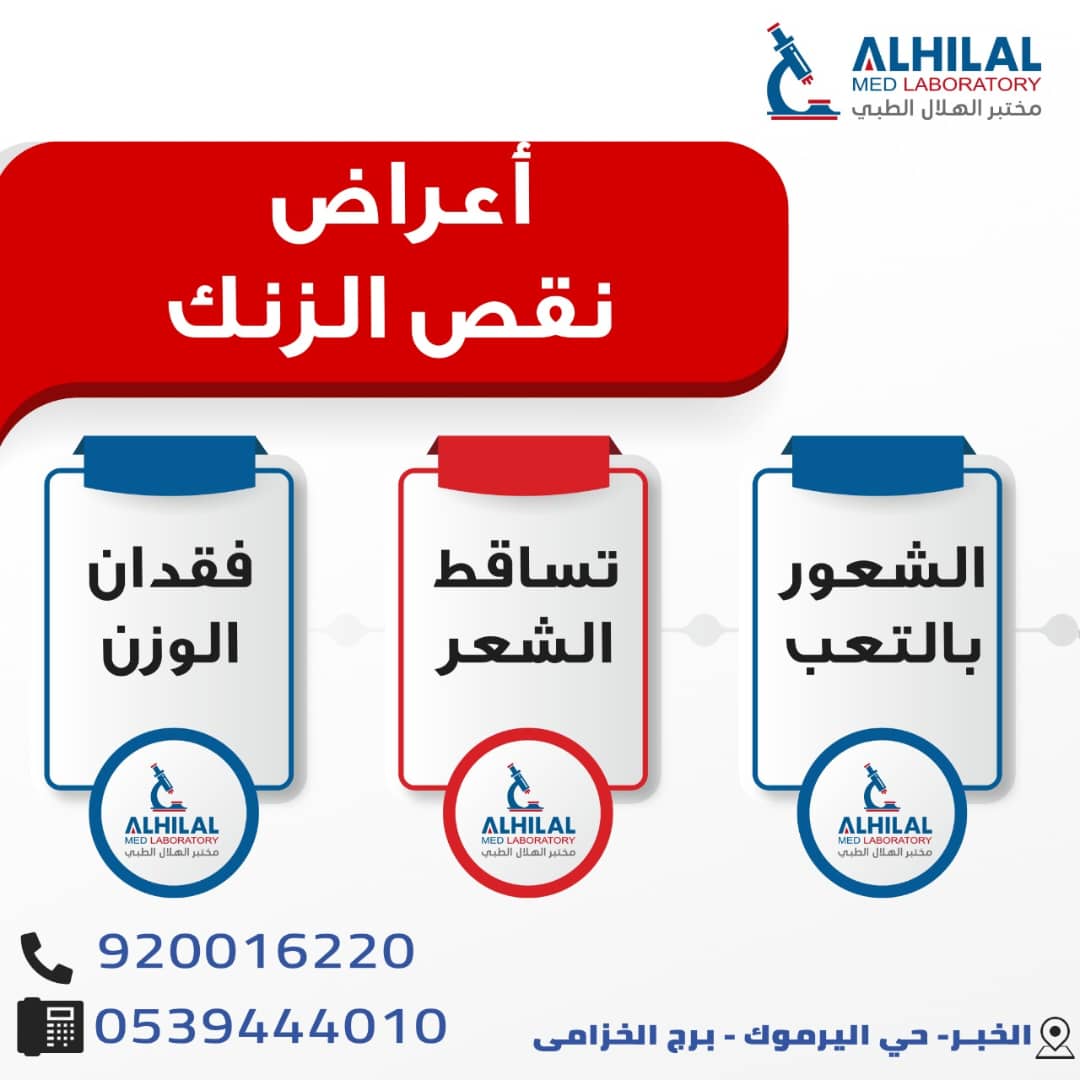 ALHILAL
MED LABORATORY
مختبر الهلال الطبي
أعراض
نقص الزنك
الشعور
بالتعب
تساقط
الشعر
فقدان
الوزن
ALHILAL
MED LABORATORY
مختبر الهلال الطبي
ALHILAL
MED LABORATORY
مختبر الهلال الطبي
ALHILAL
MED LABORATORY
مختبر الهلال الطبي
920016220
0539444010
الخبـر- حي اليرموك - برج الخزامى